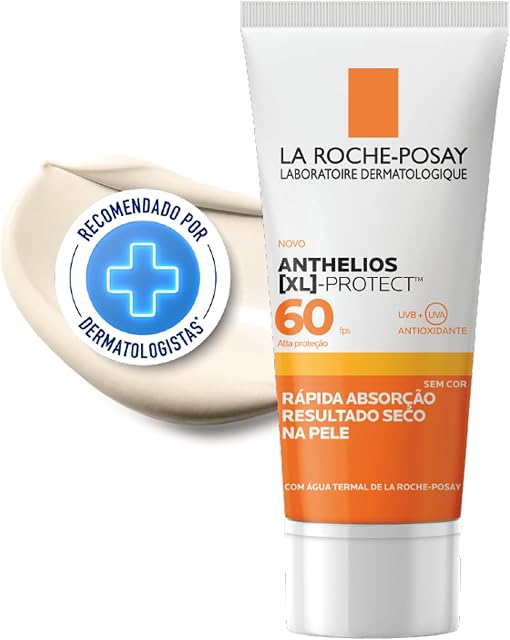 RECOMENDADO POR
DERMATOLOGISTAS*
LA ROCHE-POSAY
LABORATOIRE DERMATOLOGIQUE
NOVO
ANTHELIOS
[XL]-PROTECT™
60 fps
Alta proteção
UVB + UVA
ANTIOXIDANTE
SEM COR
RÁPIDA ABSORÇÃO
RESULTADO SECO
NA PELE
COM ÁGUA TERMAL DE LA ROCHE-POSAY